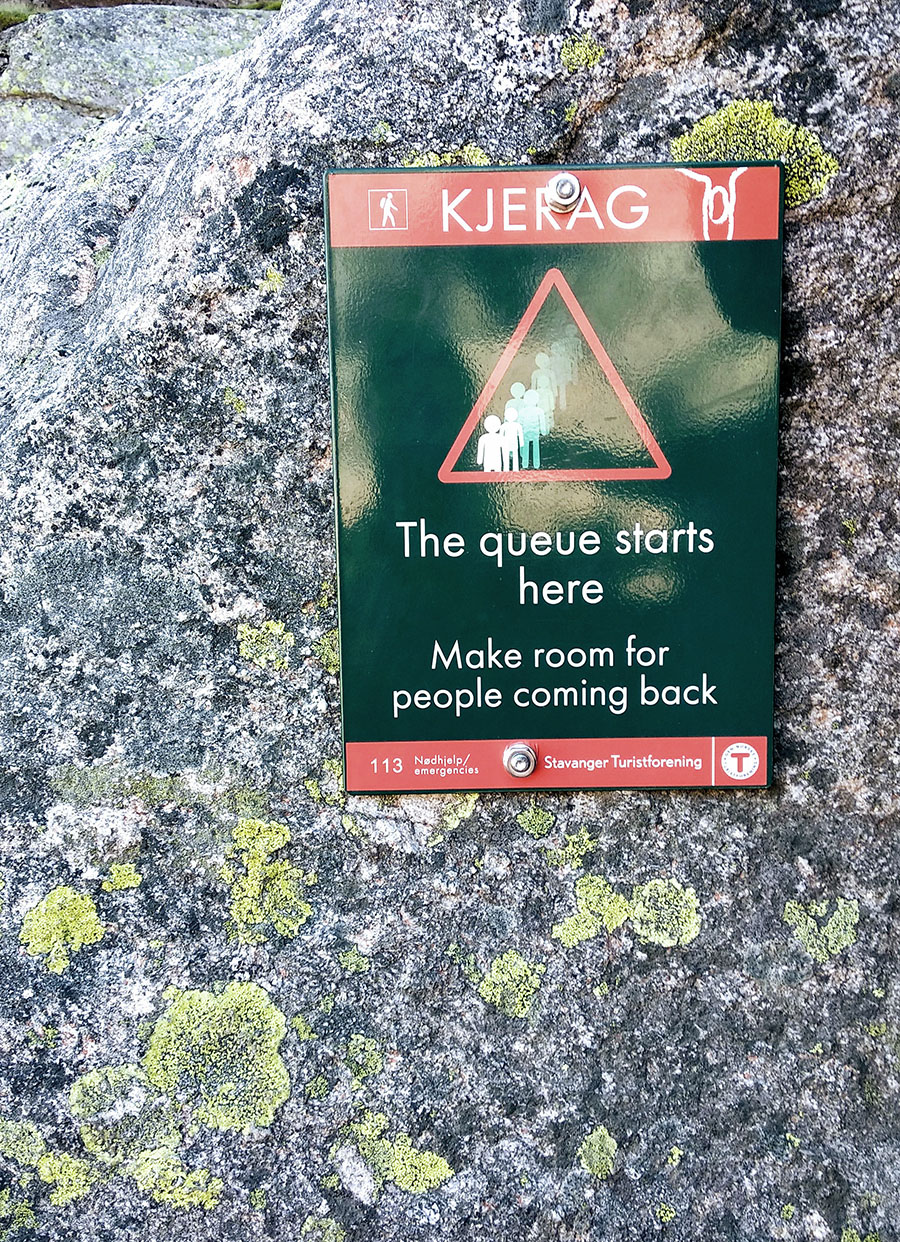 KJERAG
The queue starts
here
Make room for
people coming back
113 Nødhjelp/
emergencies
Stavanger Turistforening
T